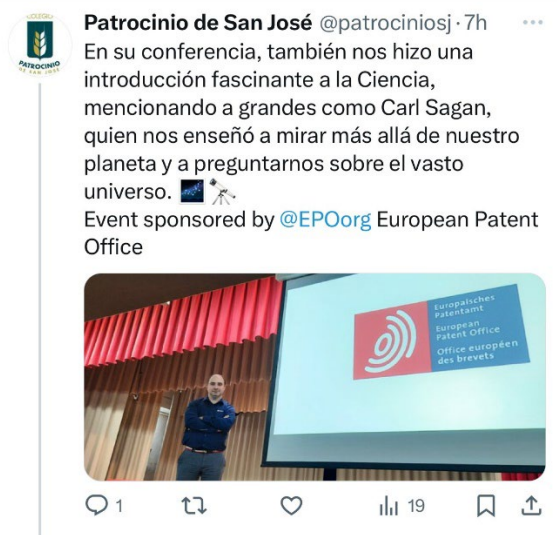 COLEGIO
PATROCINIO
DE SAN JOSÉ
Patrocinio de San José @patrociniosj · 7h
En su conferencia, también nos hizo una
introducción fascinante a la Ciencia,
mencionando a grandes como Carl Sagan,
quien nos enseñó a mirar más allá de nuestro
planeta y a preguntarnos sobre el vasto
universo. 🌌🔭
Event sponsored by @EPOorg European Patent
Office
Europäisches
Patentamt
European
Patent Office
Office européen
des brevets
1
19